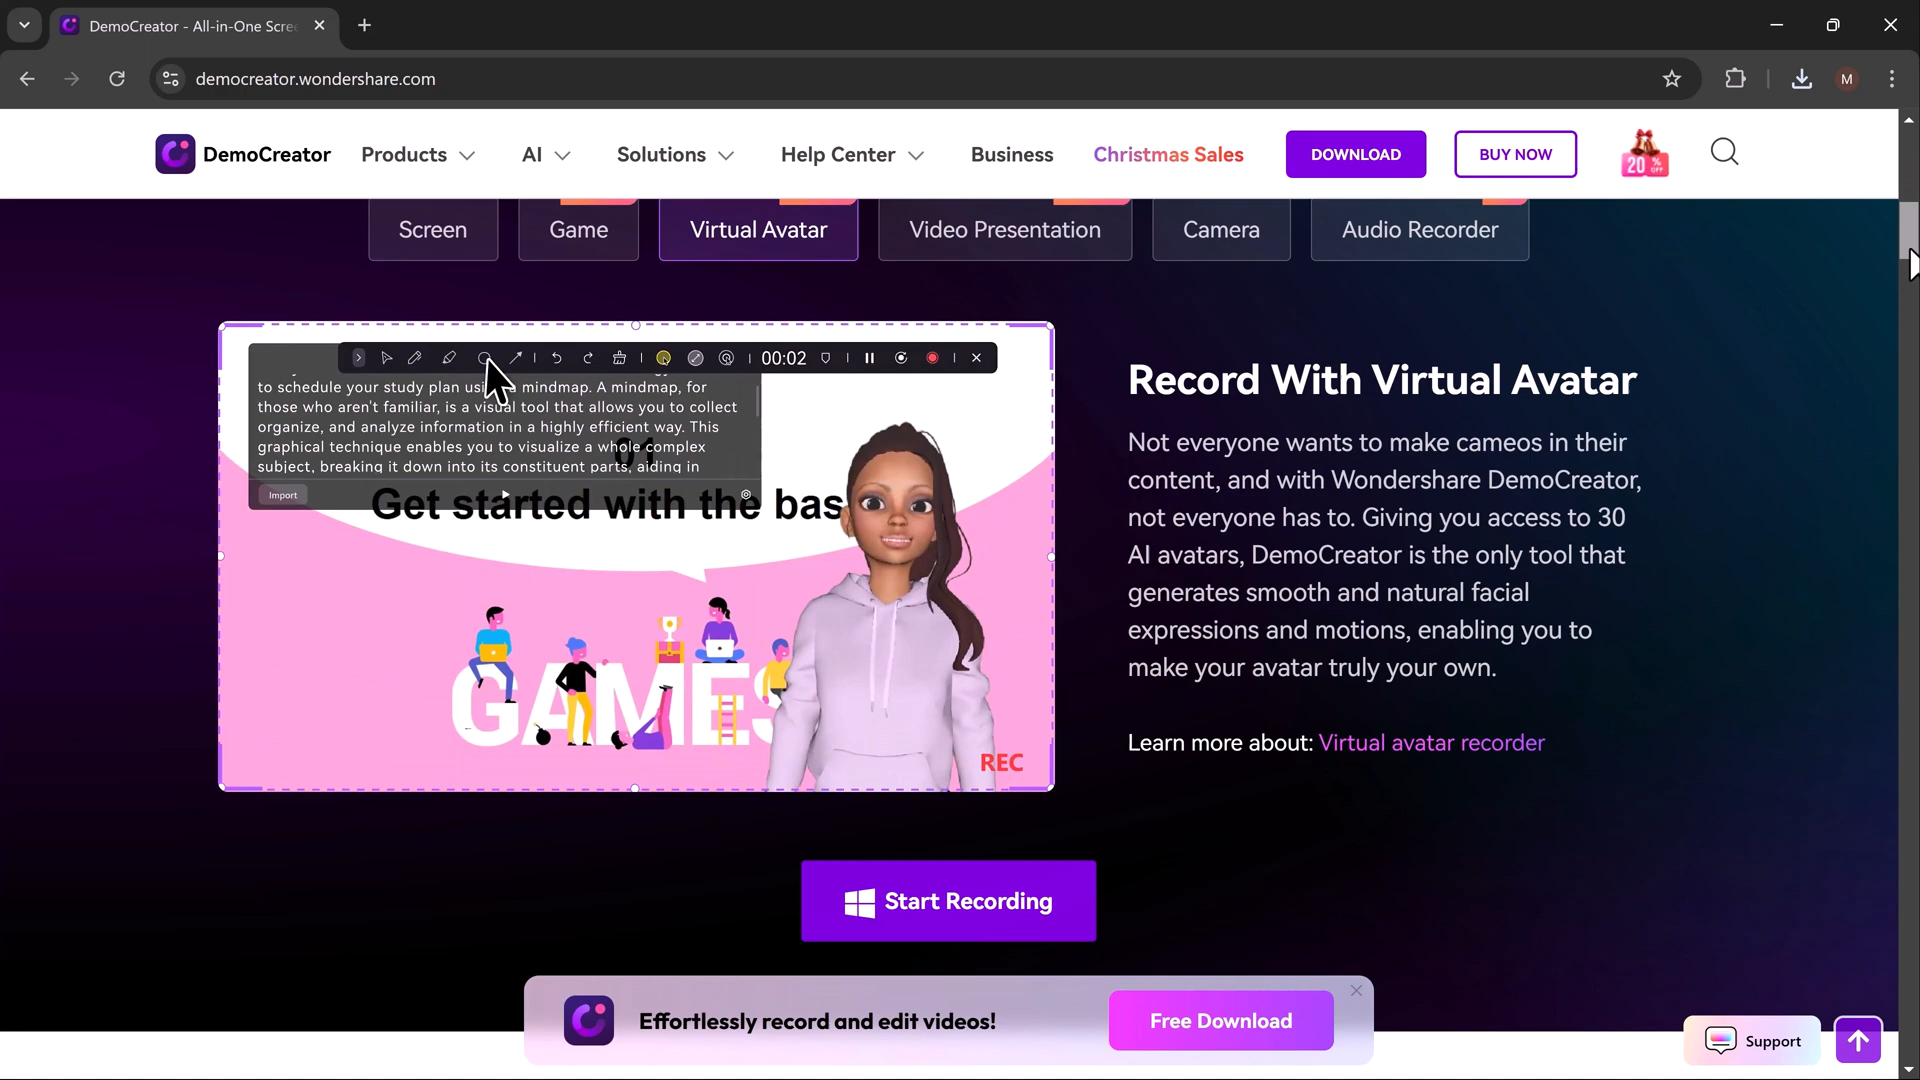 DemoCreator - All-in-One Scre
democreator.wondershare.com
M
DemoCreator
Products
AI
Solutions
Help Center
Business
Christmas Sales
DOWNLOAD
BUY NOW
20 % OFF
Screen
Game
Virtual Avatar
Video Presentation
Camera
Audio Recorder
00:02
to schedule your study plan mindmap. A mindmap, for
those who aren't familiar, is a visual tool that allows you to collect
organize, and analyze information in a highly efficient way. This
graphical technique enables you to visualize a whole complex
subject, breaking it down into its constituent parts, aiding in
Import
01
Get started with the bas
GAMES
REC
Record With Virtual Avatar
Not everyone wants to make cameos in their
content, and with Wondershare DemoCreator,
not everyone has to. Giving you access to 30
AI avatars, DemoCreator is the only tool that
generates smooth and natural facial
expressions and motions, enabling you to
make your avatar truly your own.
Learn more about: Virtual avatar recorder
Start Recording
Effortlessly record and edit videos!
Free Download
Support